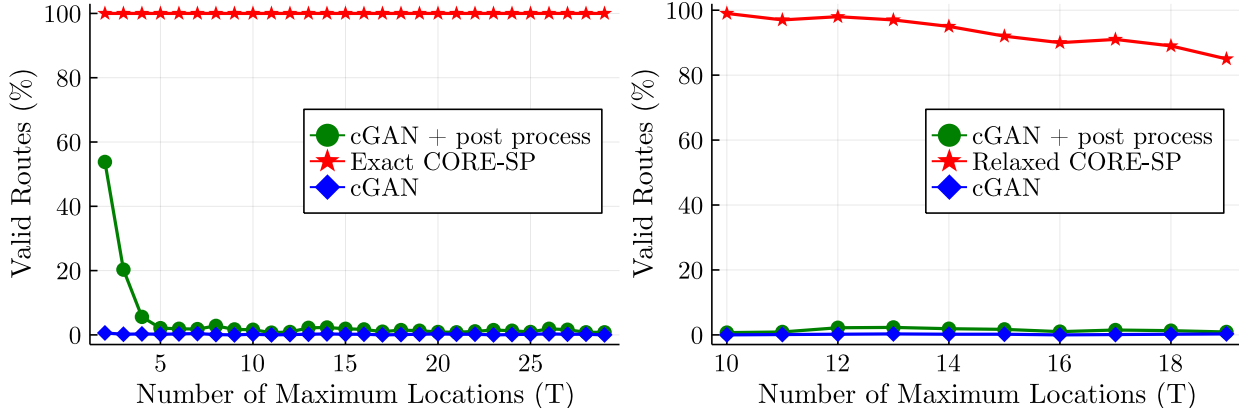 Valid Routes (%)
100
80
60
40
20
0
cGAN + post process
Exact CORE-SP
cGAN
5
10
15
20
25
Number of Maximum Locations (T)
Valid Routes (%)
100
80
60
40
20
0
cGAN + post process
Relaxed CORE-SP
cGAN
10
12
14
16
18
Number of Maximum Locations (T)